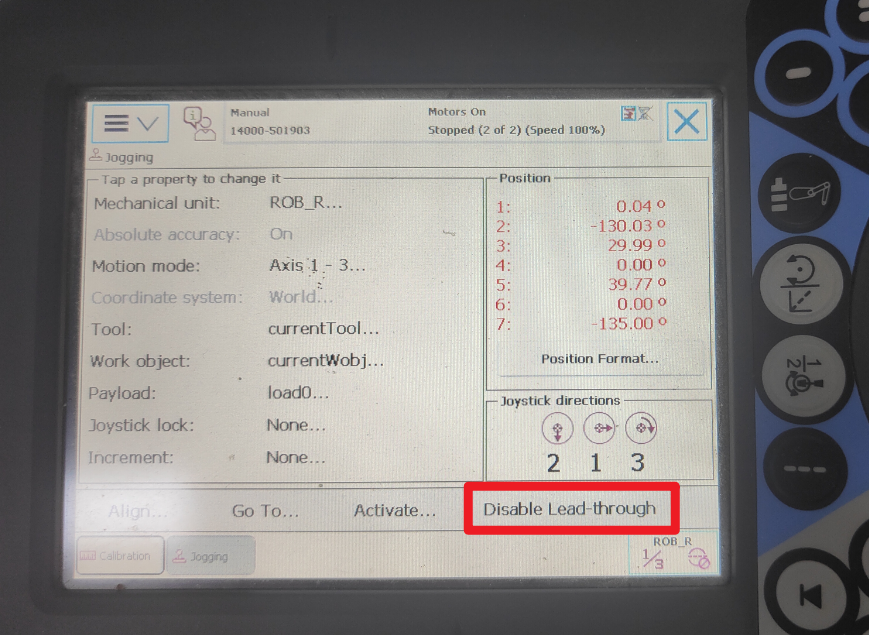 Manual
14000-501903
Motors On
Stopped (2 of 2) (Speed 100%)
Jogging
Tap a property to change it
Mechanical unit: ROB_R...
Absolute accuracy: On
Motion mode: Axis 1 - 3...
Coordinate system: World...
Tool: currentTool...
Work object: currentWobj...
Payload: load0...
Joystick lock: None...
Increment: None...
Position
1: 0.04 º
2: -130.03 º
3: 29.99 º
4: 0.00 º
5: 39.77 º
6: 0.00 º
7: -135.00 º
Position Format...
Joystick directions
2 1 3
Align... Go To... Activate... Disable Lead-through
Calibration Jogging
ROB_R
1/3
1/2